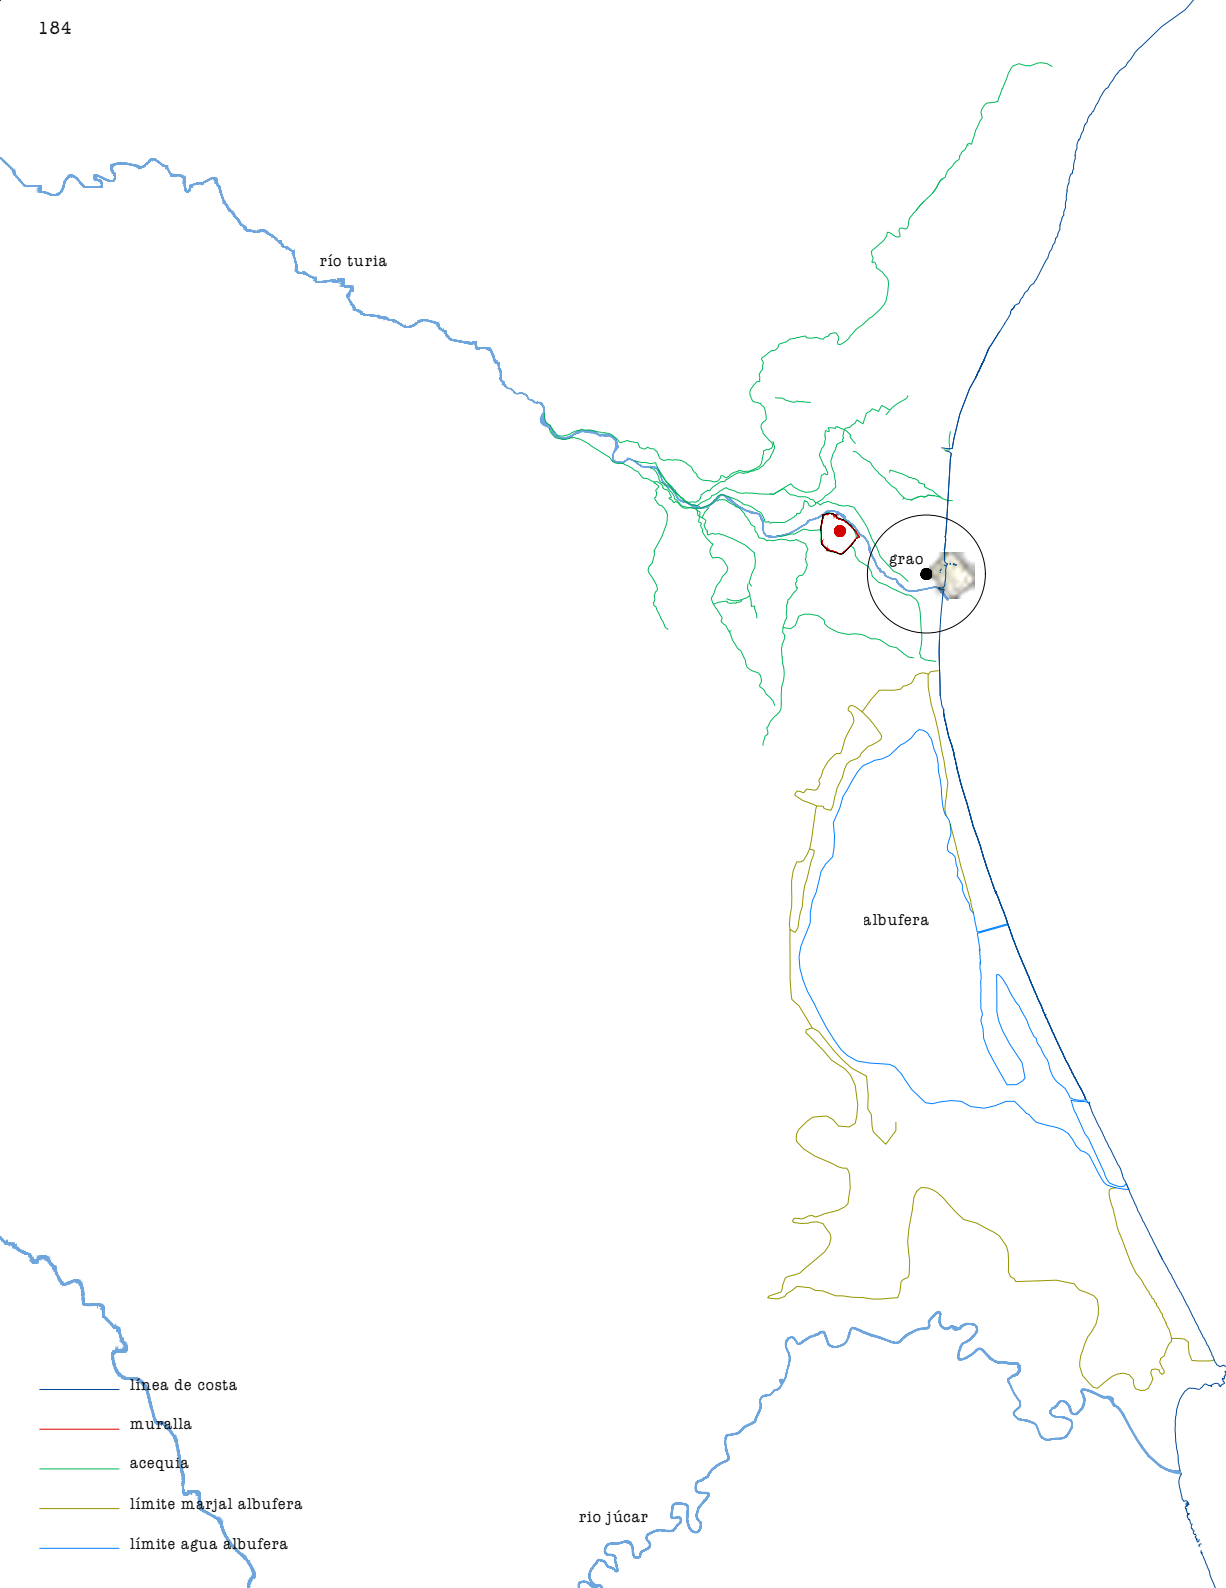 184
río turia
grao
albufera
línea de costa
muralla
acequia
límite marjal albufera
rio júcar
límite agua albufera